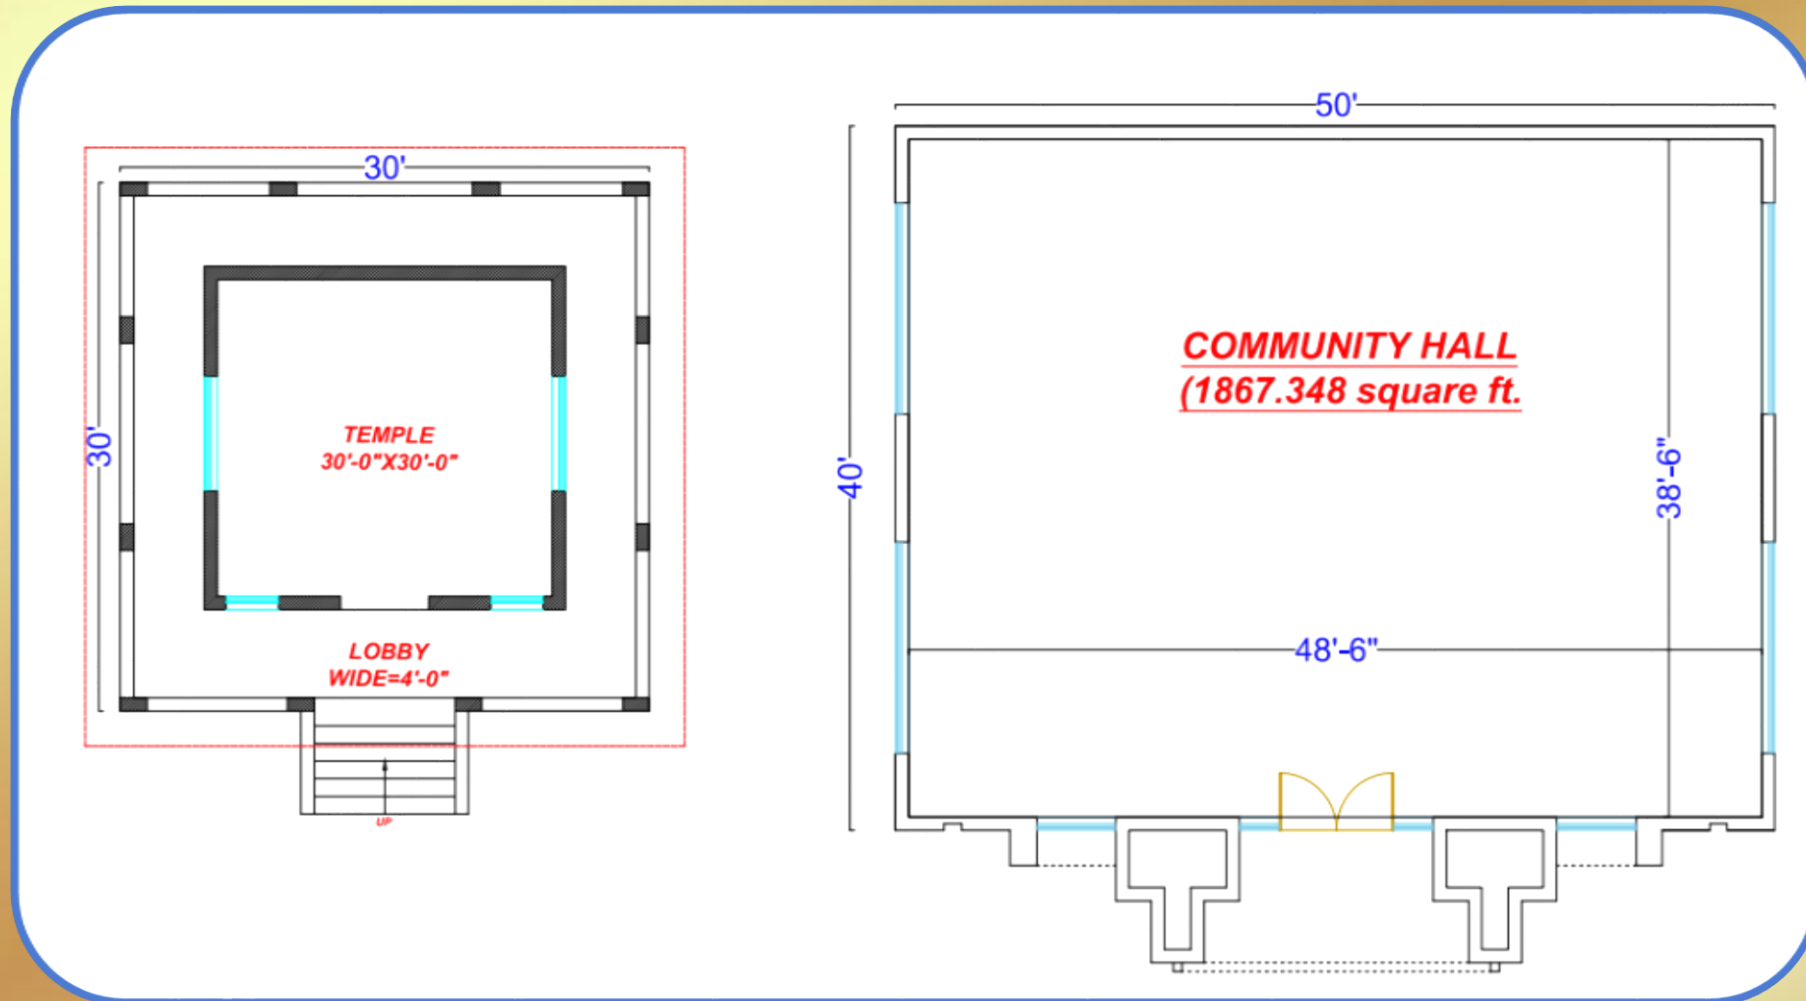 30'
30'
TEMPLE
30'-0"X30'-0"
LOBBY
WIDE=4'-0"
UP
50'
40'
COMMUNITY HALL
(1867.348 square ft.
38'-6"
48'-6"